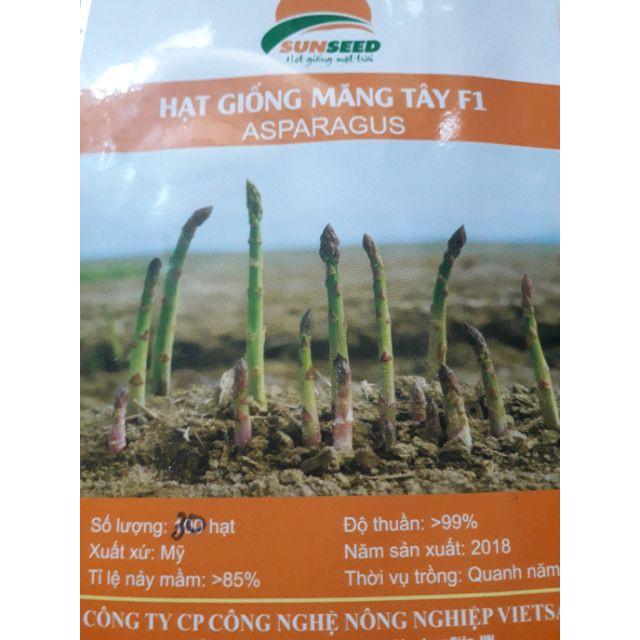 SUNSEED
Hạt giống mặt trời
HẠT GIỐNG MĂNG TÂY F1
ASPARAGUS
Số lượng: 100 hạt
Xuất xứ: Mỹ
Tỉ lệ nảy mầm: >85%
Độ thuần: >99%
Năm sản xuất: 2018
Thời vụ trồng: Quanh năm
CÔNG TY CP CÔNG NGHỆ NÔNG NGHIỆP VIETSA